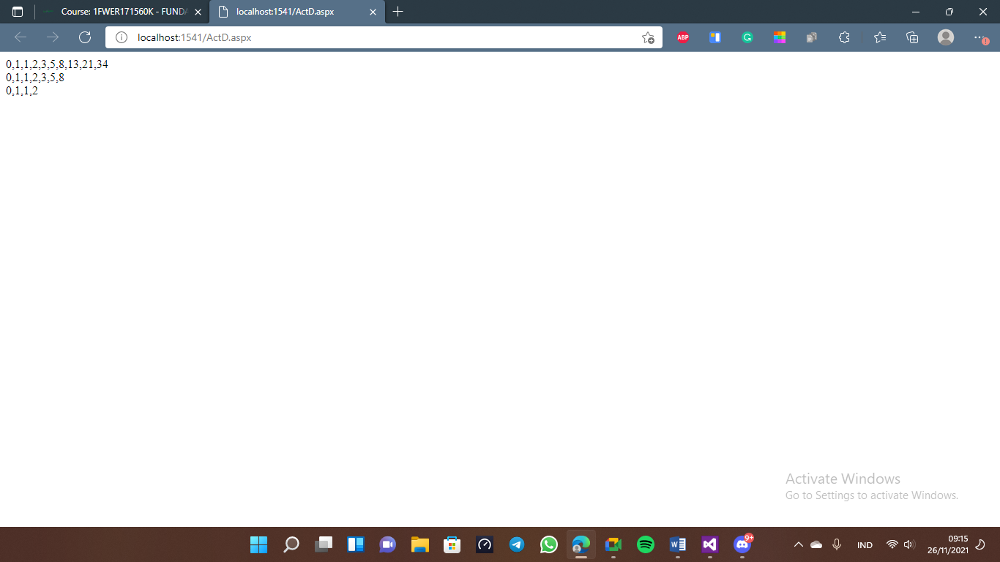 Course: 1FWER171560K - FUNDA
localhost:1541/ActD.aspx
localhost:1541/ActD.aspx
ABP
0,1,1,2,3,5,8,13,21,34
0,1,1,2,3,5,8
0,1,1,2
Activate Windows
Go to Settings to activate Windows.
9+
IND
09:15
26/11/2021